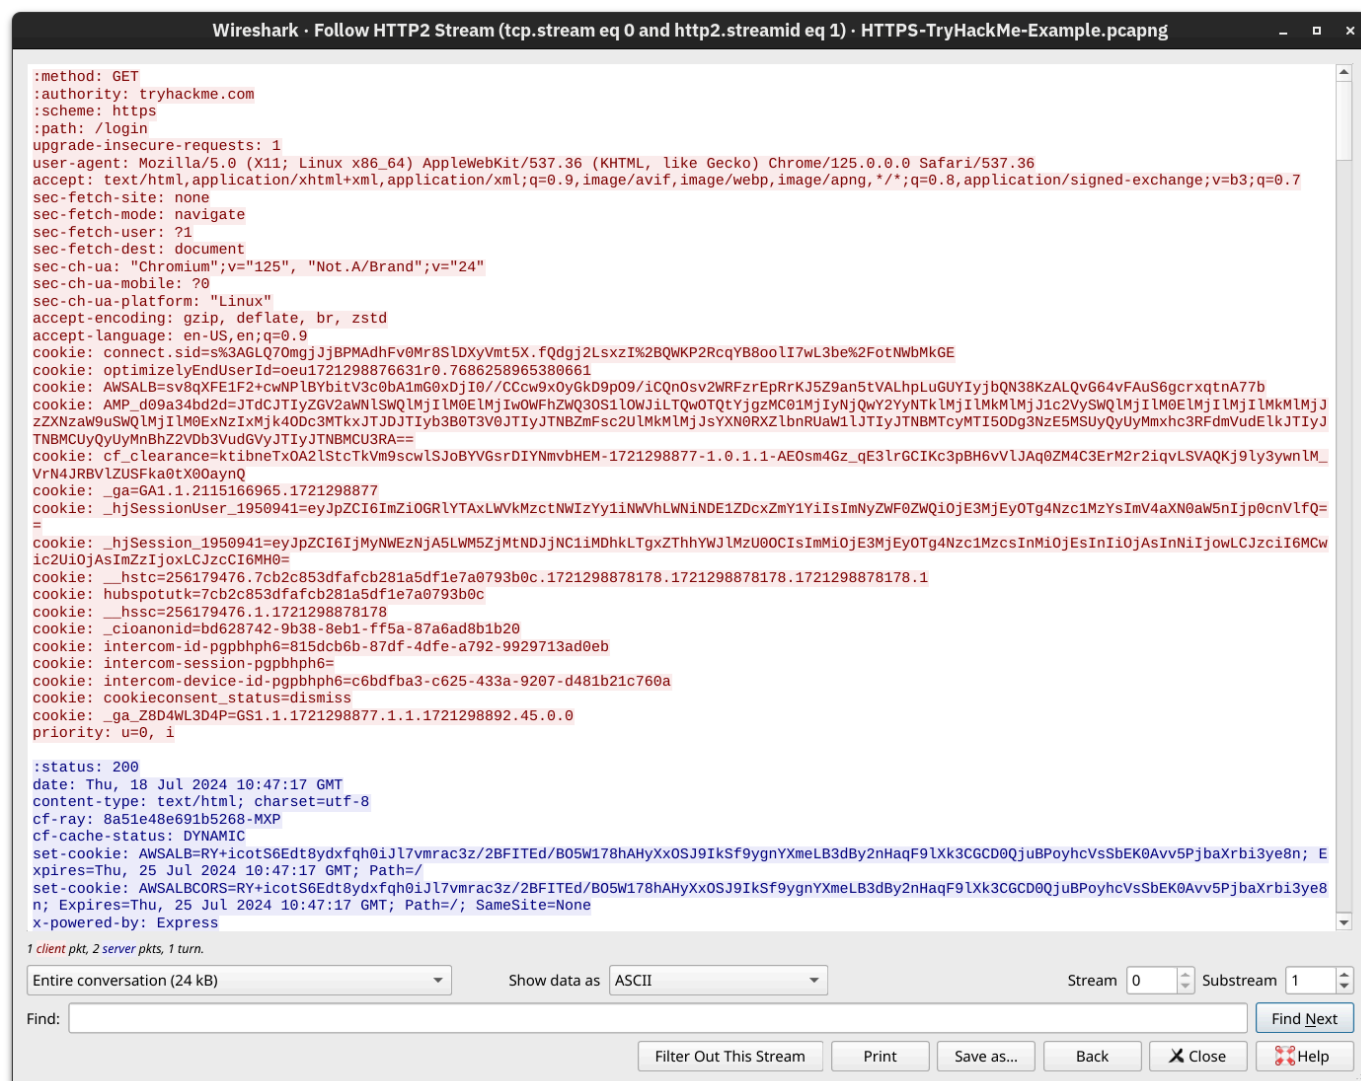 Wireshark · Follow HTTP2 Stream (tcp.stream eq 0 and http2.streamid eq 1) · HTTPS-TryHackMe-Example.pcapng
:method: GET
:authority: tryhackme.com
:scheme: https
:path: /login
upgrade-insecure-requests: 1
user-agent: Mozilla/5.0 (X11; Linux x86_64) AppleWebKit/537.36 (KHTML, like Gecko) Chrome/125.0.0.0 Safari/537.36
accept: text/html,application/xhtml+xml,application/xml;q=0.9,image/avif,image/webp,image/apng,*/*;q=0.8,application/signed-exchange;v=b3;q=0.7
sec-fetch-site: none
sec-fetch-mode: navigate
sec-fetch-user: ?1
sec-fetch-dest: document
sec-ch-ua: "Chromium";v="125", "Not.A/Brand";v="24"
sec-ch-ua-mobile: ?0
sec-ch-ua-platform: "Linux"
accept-encoding: gzip, deflate, br, zstd
accept-language: en-US,en;q=0.9
cookie: connect.sid=s%3AGLQ7OmgjJjBPMAdhFv0Mr8SlDXyVmt5X.fQdgj2LsxzI%2BQWKP2RcqYB8oolI7wL3be%2FotNWbMkGE
cookie: optimizelyEndUserId=oeu1721298876631r0.7686258965380661
cookie: AWSALB=sv8qXFE1F2+cwNPlBYbitV3c0bA1mG0xDjI0//CCcw9xOyGkD9pO9/iCQnOsv2WRFzrEpRrKJ5Z9an5tVALhpLuGUYIyjbQN38KzALQvG64vFAuS6gcrxqtnA77b
cookie: AMP_d09a34bd2d=JTdCJTIyZGV2aWNlSWQlMjIlM0ElMjIwOWFhZWQ3OS1lOWJiLTQwOTQtYjgzMC01MjIyNjQwY2YyNTklMjIlMkMlMjJ1c2VySWQlMjIlM0ElMjIlMjIlMkMlMjJ
zZXNzaW9uSWQlMjIlM0ExNzIxMjk4ODc3MTkxJTJDJTIyb3B0T3V0JTIyJTNBZmFsc2UlMkMlMjJsYXN0RXZlbnRUaW1lJTIyJTNBMTcyMTI5ODg3NzE5MSUyQyUyMmxhc3RFdmVudElkJTIyJ
TNBMCUyQyUyMnBhZ2VDb3VudGVyJTIyJTNBMCU3RA==
cookie: cf_clearance=ktibneTxOA2lStcTkVm9scwlSJoBYVGsrDIYNmvbHEM-1721298877-1.0.1.1-AEOsm4Gz_qE3lrGCIKc3pBH6vVlJAq0ZM4C3ErM2r2iqvLSVAQKj9ly3ywnlM_
VrN4JRBVlZUSFka0tX0OaynQ
cookie: _ga=GA1.1.2115166965.1721298877
cookie: _hjSessionUser_1950941=eyJpZCI6ImZiOGRlYTAxLWVkMzctNWIzYy1iNWVhLWNiNDE1ZDcxZmY1YiIsImNyZWF0ZWQiOjE3MjEyOTg4Nzc1MzYsImV4aXN0aW5nIjp0cnVlfQ=
=
cookie: _hjSession_1950941=eyJpZCI6IjMyNWEzNjA5LWM5ZjMtNDJjNC1iMDhkLTgxZThhYWJlMzU0OCIsImMiOjE3MjEyOTg4Nzc1MzcsInMiOjEsInIiOjAsInNiIjowLCJzciI6MCw
ic2UiOjAsImZzIjoxLCJzcCI6MH0=
cookie: __hstc=256179476.7cb2c853dfafcb281a5df1e7a0793b0c.1721298878178.1721298878178.1721298878178.1
cookie: hubspotutk=7cb2c853dfafcb281a5df1e7a0793b0c
cookie: __hssc=256179476.1.1721298878178
cookie: _cioanonid=bd628742-9b38-8eb1-ff5a-87a6ad8b1b20
cookie: intercom-id-pgpbhph6=815dcb6b-87df-4dfe-a792-9929713ad0eb
cookie: intercom-session-pgpbhph6=
cookie: intercom-device-id-pgpbhph6=c6bdfba3-c625-433a-9207-d481b21c760a
cookie: cookieconsent_status=dismiss
cookie: _ga_Z8D4WL3D4P=GS1.1.1721298877.1.1.1721298892.45.0.0
priority: u=0, i
:status: 200
date: Thu, 18 Jul 2024 10:47:17 GMT
content-type: text/html; charset=utf-8
cf-ray: 8a51e48e691b5268-MXP
cf-cache-status: DYNAMIC
set-cookie: AWSALB=RY+icotS6Edt8ydxfqh0iJl7vmrac3z/2BFITEd/BO5W178hAHyXxOSJ9IkSf9ygnYXmeLB3dBy2nHaqF9lXk3CGCD0QjuBPoyhcVsSbEK0Avv5PjbaXrbi3ye8n; E
xpires=Thu, 25 Jul 2024 10:47:17 GMT; Path=/
set-cookie: AWSALBCORS=RY+icotS6Edt8ydxfqh0iJl7vmrac3z/2BFITEd/BO5W178hAHyXxOSJ9IkSf9ygnYXmeLB3dBy2nHaqF9lXk3CGCD0QjuBPoyhcVsSbEK0Avv5PjbaXrbi3ye8
n; Expires=Thu, 25 Jul 2024 10:47:17 GMT; Path=/; SameSite=None
x-powered-by: Express
1 client pkt, 2 server pkts, 1 turn.
Entire conversation (24 kB) Show data as ASCII Stream 0 Substream 1
Find: Find Next
Filter Out This Stream Print Save as... Back Close Help